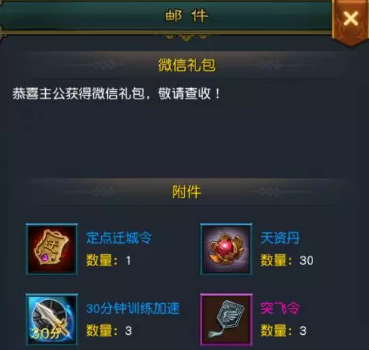 邮件
微信礼包
恭喜主公获得微信礼包，敬请查收！
附件
定点迁城令
数量：1
天资丹
数量：30
30分钟训练加速
数量：3
30分
突飞令
数量：3